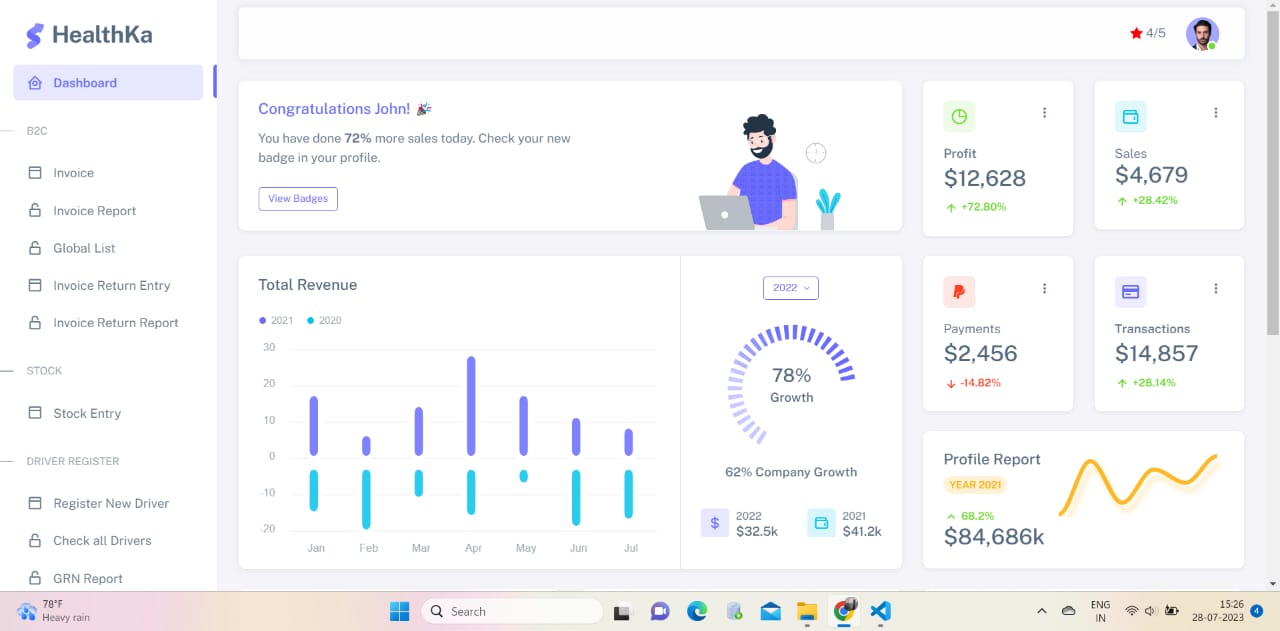 HealthKa
Dashboard
B2C
Invoice
Invoice Report
Global List
Invoice Return Entry
Invoice Return Report
STOCK
Stock Entry
DRIVER REGISTER
Register New Driver
Check all Drivers
GRN Report
4/5
Congratulations John! 🎉
You have done 72% more sales today. Check your new
badge in your profile.
View Badges
Profit
$12,628
+72.80%
Sales
$4,679
+28.42%
Total Revenue
2021 2020
30
20
10
0
-10
-20
Jan Feb Mar Apr May Jun Jul
2022
78%
Growth
62% Company Growth
$
2022
$32.5k
2021
$41.2k
Payments
$2,456
-14.82%
Transactions
$14,857
+28.14%
Profile Report
YEAR 2021
68.2%
$84,686k
78°F
Heavy rain
Search
ENG
IN
15:26
28-07-2023
4